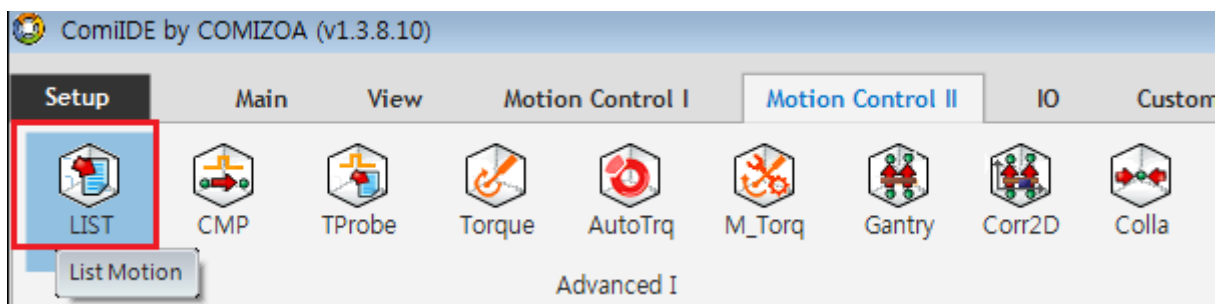 ComiIDE by COMIZOA (v1.3.8.10)
Setup Main View Motion Control I Motion Control II IO Custom
LIST CMP TProbe Torque AutoTrq M_Torq Gantry Corr2D Colla
List Motion
Advanced I